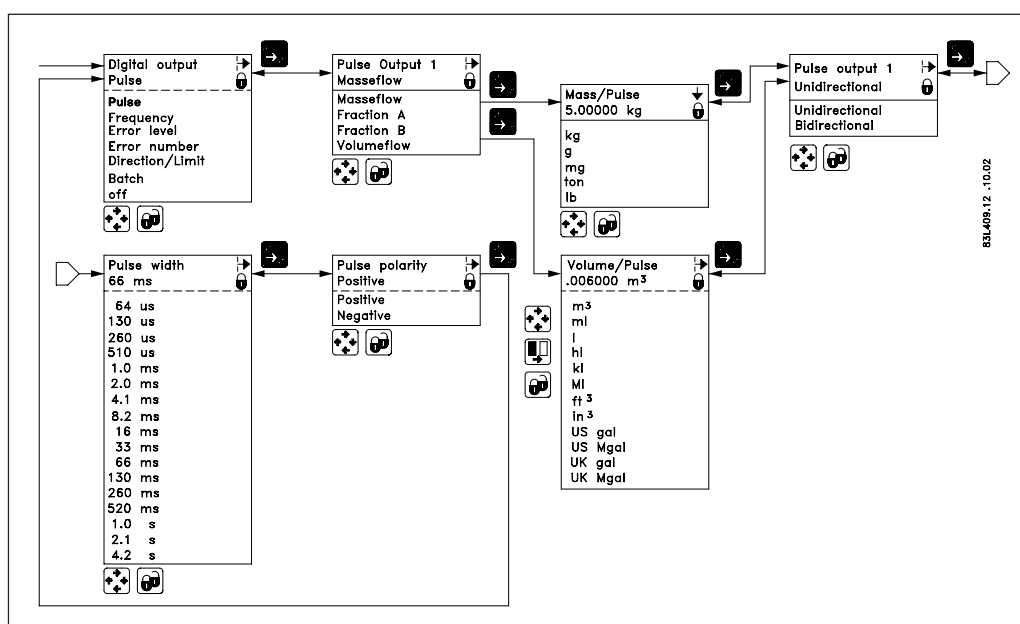 Digital output
Pulse
Pulse
Frequency
Error level
Error number
Direction/Limit
Batch
off
Pulse Output 1
Masseflow
Masseflow
Fraction A
Fraction B
Volumeflow
Mass/Pulse
5.00000 kg
kg
g
mg
ton
lb
Pulse output 1
Unidirectional
Unidirectional
Bidirectional
83L409.12 .10.02
Pulse width
66 ms
64 us
130 us
260 us
510 us
1.0 ms
2.0 ms
4.1 ms
8.2 ms
16 ms
33 ms
66 ms
130 ms
260 ms
520 ms
1.0 s
2.1 s
4.2 s
Pulse polarity
Positive
Positive
Negative
Volume/Pulse
.006000 m³
m³
ml
l
hl
kl
Ml
ft³
in³
US gal
US Mgal
UK gal
UK Mgal